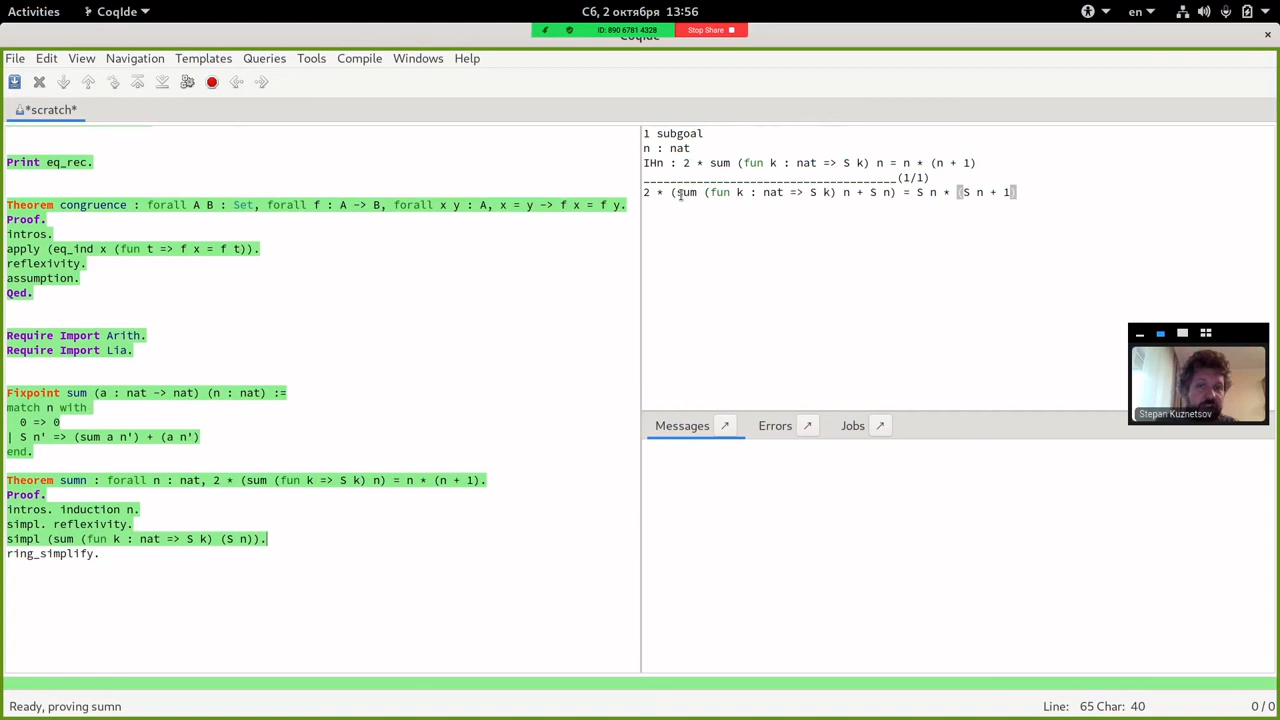 Activities CoqIde Сб, 2 октября 13:56 en
ID: 890 6781 4328 Stop Share
CoqIde
File Edit View Navigation Templates Queries Tools Compile Windows Help
*scratch*
Print eq_rec.
Theorem congruence : forall A B : Set, forall f : A -> B, forall x y : A, x = y -> f x = f y.
Proof.
intros.
apply (eq_ind x (fun t => f x = f t)).
reflexivity.
assumption.
Qed.
Require Import Arith.
Require Import Lia.
Fixpoint sum (a : nat -> nat) (n : nat) :=
match n with
0 => 0
| S n' => (sum a n') + (a n')
end.
Theorem sumn : forall n : nat, 2 * (sum (fun k => S k) n) = n * (n + 1).
Proof.
intros. induction n.
simpl. reflexivity.
simpl (sum (fun k : nat => S k) (S n)).
ring_simplify.
1 subgoal
n : nat
IHn : 2 * sum (fun k : nat => S k) n = n * (n + 1)
______________________________________(1/1)
2 * (sum (fun k : nat => S k) n + S n) = S n * (S n + 1)
Stepan Kuznetsov
Messages Errors Jobs
Ready, proving sumn Line: 65 Char: 40 0 / 0